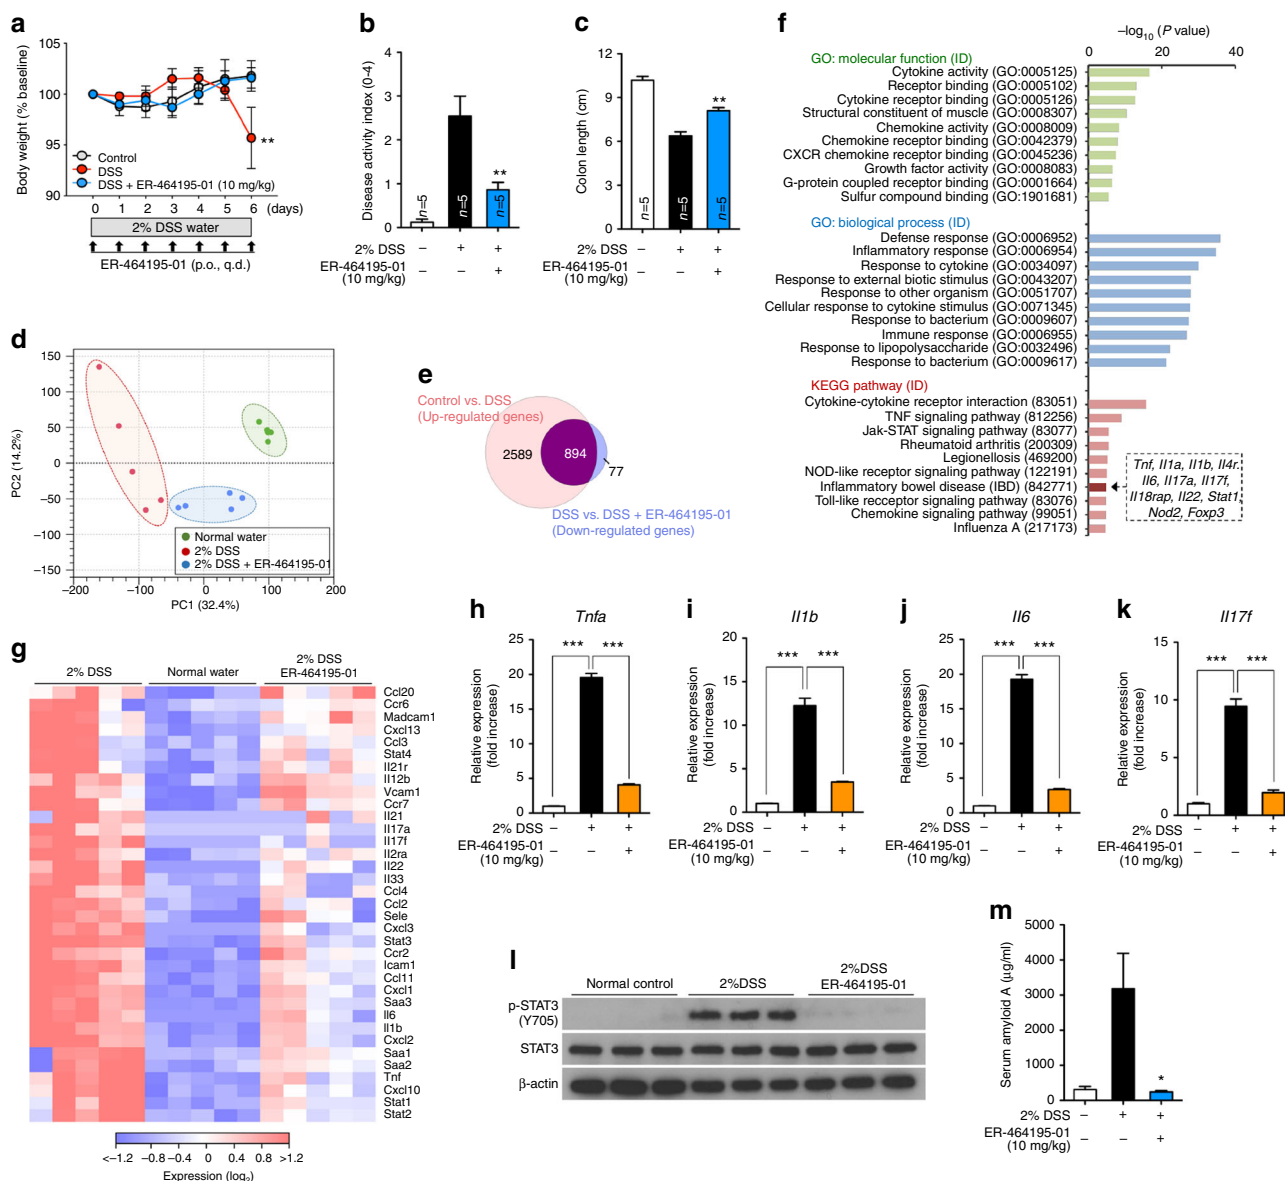 a
Body weight (% baseline)
105
100
95
90
Control
DSS
DSS + ER-464195-01 (10 mg/kg)
**
0 1 2 3 4 5 6 (days)
2% DSS water
ER-464195-01 (p.o., q.d.)
b
Disease activity index (0-4)
4
3
2
1
0
n=5
n=5
n=5
**
2% DSS – + +
ER-464195-01 – – +
(10 mg/kg)
c
Colon length (cm)
12
9
6
3
0
n=5
n=5
n=5
**
2% DSS – + +
ER-464195-01 – – +
(10 mg/kg)
f
–log10 (P value)
0 20 40
GO: molecular function (ID)
Cytokine activity (GO:0005125)
Receptor binding (GO:0005102)
Cytokine receptor binding (GO:0005126)
Structural constituent of muscle (GO:0008307)
Chemokine activity (GO:0008009)
Chemokine receptor binding (GO:0042379)
CXCR chemokine receptor binding (GO:0045236)
Growth factor activity (GO:0008083)
G-protein coupled receptor binding (GO:0001664)
Sulfur compound binding (GO:1901681)
GO: biological process (ID)
Defense response (GO:0006952)
Inflammatory response (GO:0006954)
Response to cytokine (GO:0034097)
Response to external biotic stimulus (GO:0043207)
Response to other organism (GO:0051707)
Cellular response to cytokine stimulus (GO:0071345)
Response to bacterium (GO:0009607)
Immune response (GO:0006955)
Response to lipopolysaccharide (GO:0032496)
Response to bacterium (GO:0009617)
KEGG pathway (ID)
Cytokine-cytokine receptor interaction (83051)
TNF signaling pathway (812256)
Jak-STAT signaling pathway (83077)
Rheumatoid arthritis (200309)
Legionellosis (469200)
NOD-like receptor signaling pathway (122191)
Inflammatory bowel disease (IBD) (842771)
Toll-like recceptor signaling pathway (83076)
Chemokine signaling pathway (99051)
Influenza A (217173)
Tnf, Il1a, Il1b, Il4r,
Il6, Il17a, Il17f,
Il18rap, Il22, Stat1,
Nod2, Foxp3
d
PC2 (14.2%)
150
100
50
0
−50
−100
−150
Normal water
2% DSS
2% DSS + ER-464195-01
−200 −100 0 100 200
PC1 (32.4%)
e
Control vs. DSS
(Up-regulated genes)
2589
894
77
DSS vs. DSS + ER-464195-01
(Down-regulated genes)
g
2% DSS
Normal water
2% DSS
ER-464195-01
Ccl20
Ccr6
Madcam1
Cxcl13
Ccl3
Stat4
Il21r
Il12b
Vcam1
Ccr7
Il21
Il17a
Il17f
Il2ra
Il22
Il33
Ccl4
Ccl2
Sele
Cxcl3
Stat3
Ccr2
Icam1
Ccl11
Cxcl1
Saa3
Il6
Il1b
Cxcl2
Saa1
Saa2
Tnf
Cxcl10
Stat1
Stat2
<−1.2 −0.8 −0.4 0 0.4 0.8 >1.2
Expression (log2)
h
Tnfa
Relative expression
(fold increase)
25
20
15
10
5
0
*** ***
2% DSS – + +
ER-464195-01 – – +
(10 mg/kg)
i
Il1b
Relative expression
(fold increase)
20
15
10
5
0
*** ***
2% DSS – + +
ER-464195-01 – – +
(10 mg/kg)
j
Il6
Relative expression
(fold increase)
25
20
15
10
5
0
*** ***
2% DSS – + +
ER-464195-01 – – +
(10 mg/kg)
k
Il17f
Relative expression
(fold increase)
15
10
5
0
*** ***
2% DSS – + +
ER-464195-01 – – +
(10 mg/kg)
l
Normal control
2%DSS
2%DSS
ER-464195-01
p-STAT3
(Y705)
STAT3
β-actin
m
Serum amyloid A (μg/ml)
5000
4000
3000
2000
1000
0
*
2% DSS – + +
ER-464195-01 – – +
(10 mg/kg)